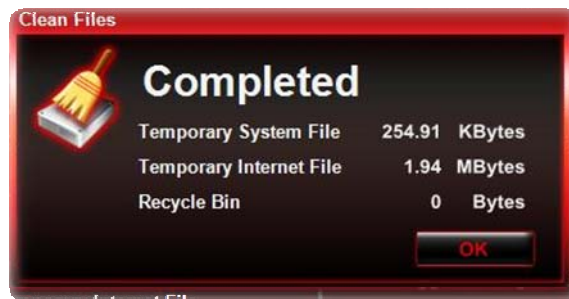 Clean Files
Completed
Temporary System File 254.91 KBytes
Temporary Internet File 1.94 MBytes
Recycle Bin 0 Bytes
OK